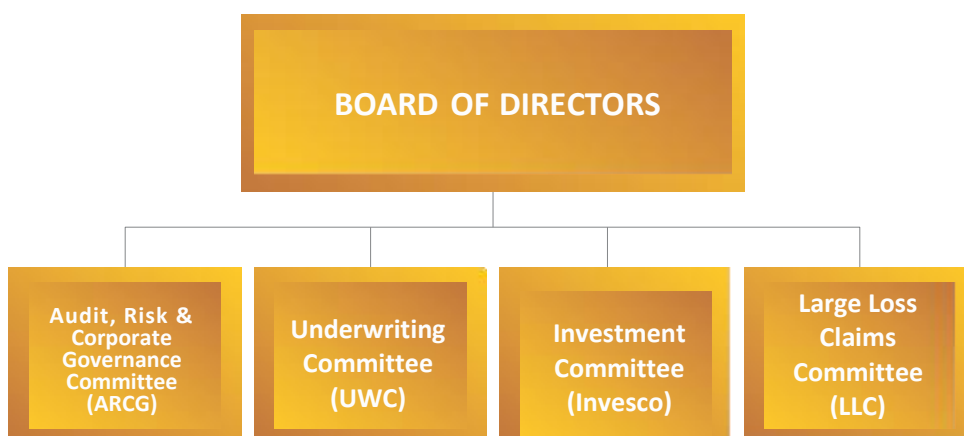 BOARD OF DIRECTORS
Audit, Risk &
Corporate
Governance
Committee
(ARCG)
Underwriting
Committee
(UWC)
Investment
Committee
(Invesco)
Large Loss
Claims
Committee
(LLC)